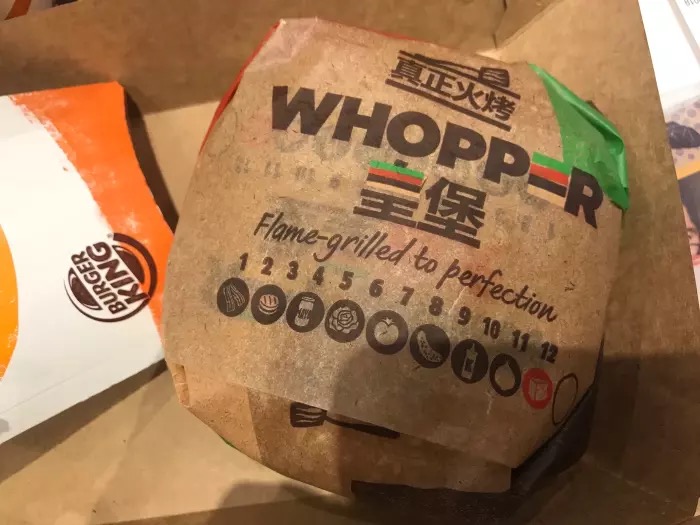 真正火烤
WHOPPER
皇堡
Flame-grilled to perfection
1 2 3 4 5 6 7 8 9 10 11 12
BURGER
KING